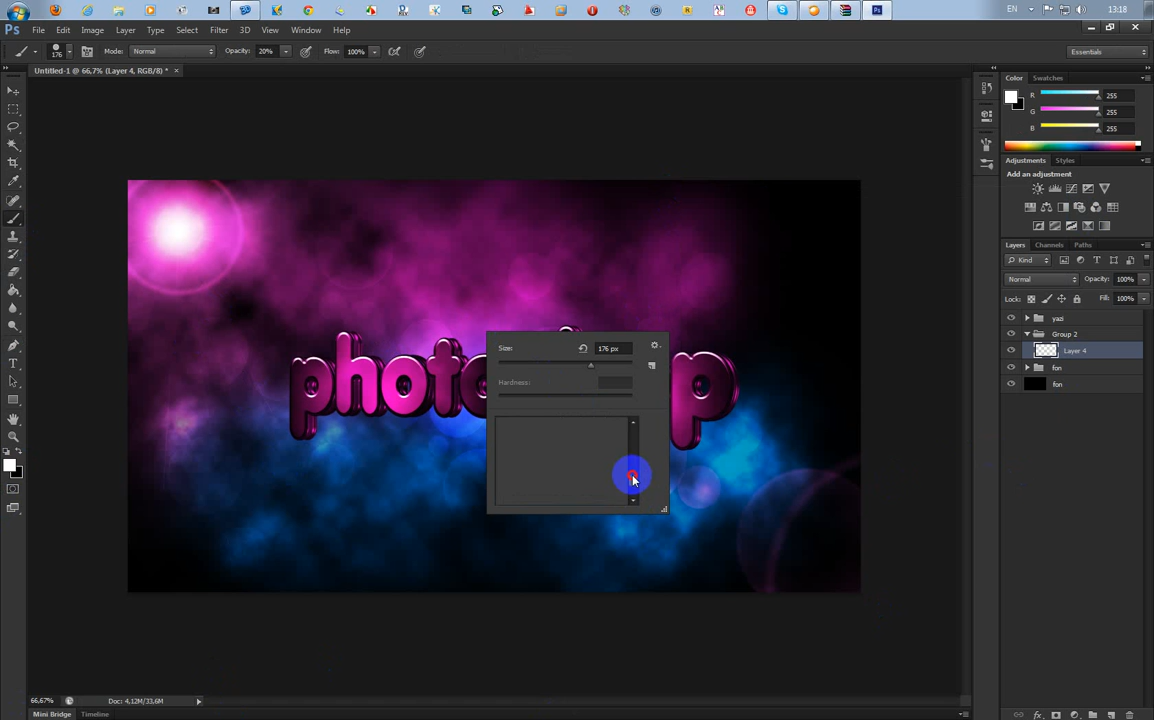 EN 13:18
Ps File Edit Image Layer Type Select Filter 3D View Window Help
176 Mode: Normal Opacity: 20% Flow: 100% Essentials
Untitled-1 @ 66,7% (Layer 4, RGB/8) * ×
Color Swatches
R 255
G 255
B 255
Adjustments Styles
Add an adjustment
Layers Channels Paths
Kind
Normal Opacity: 100%
Lock: Fill: 100%
yazi
Group 2
Layer 4
fon
fon
Size: 176 px
Hardness:
photo p
66,67% Doc: 4,12M/33,6M
Mini Bridge Timeline